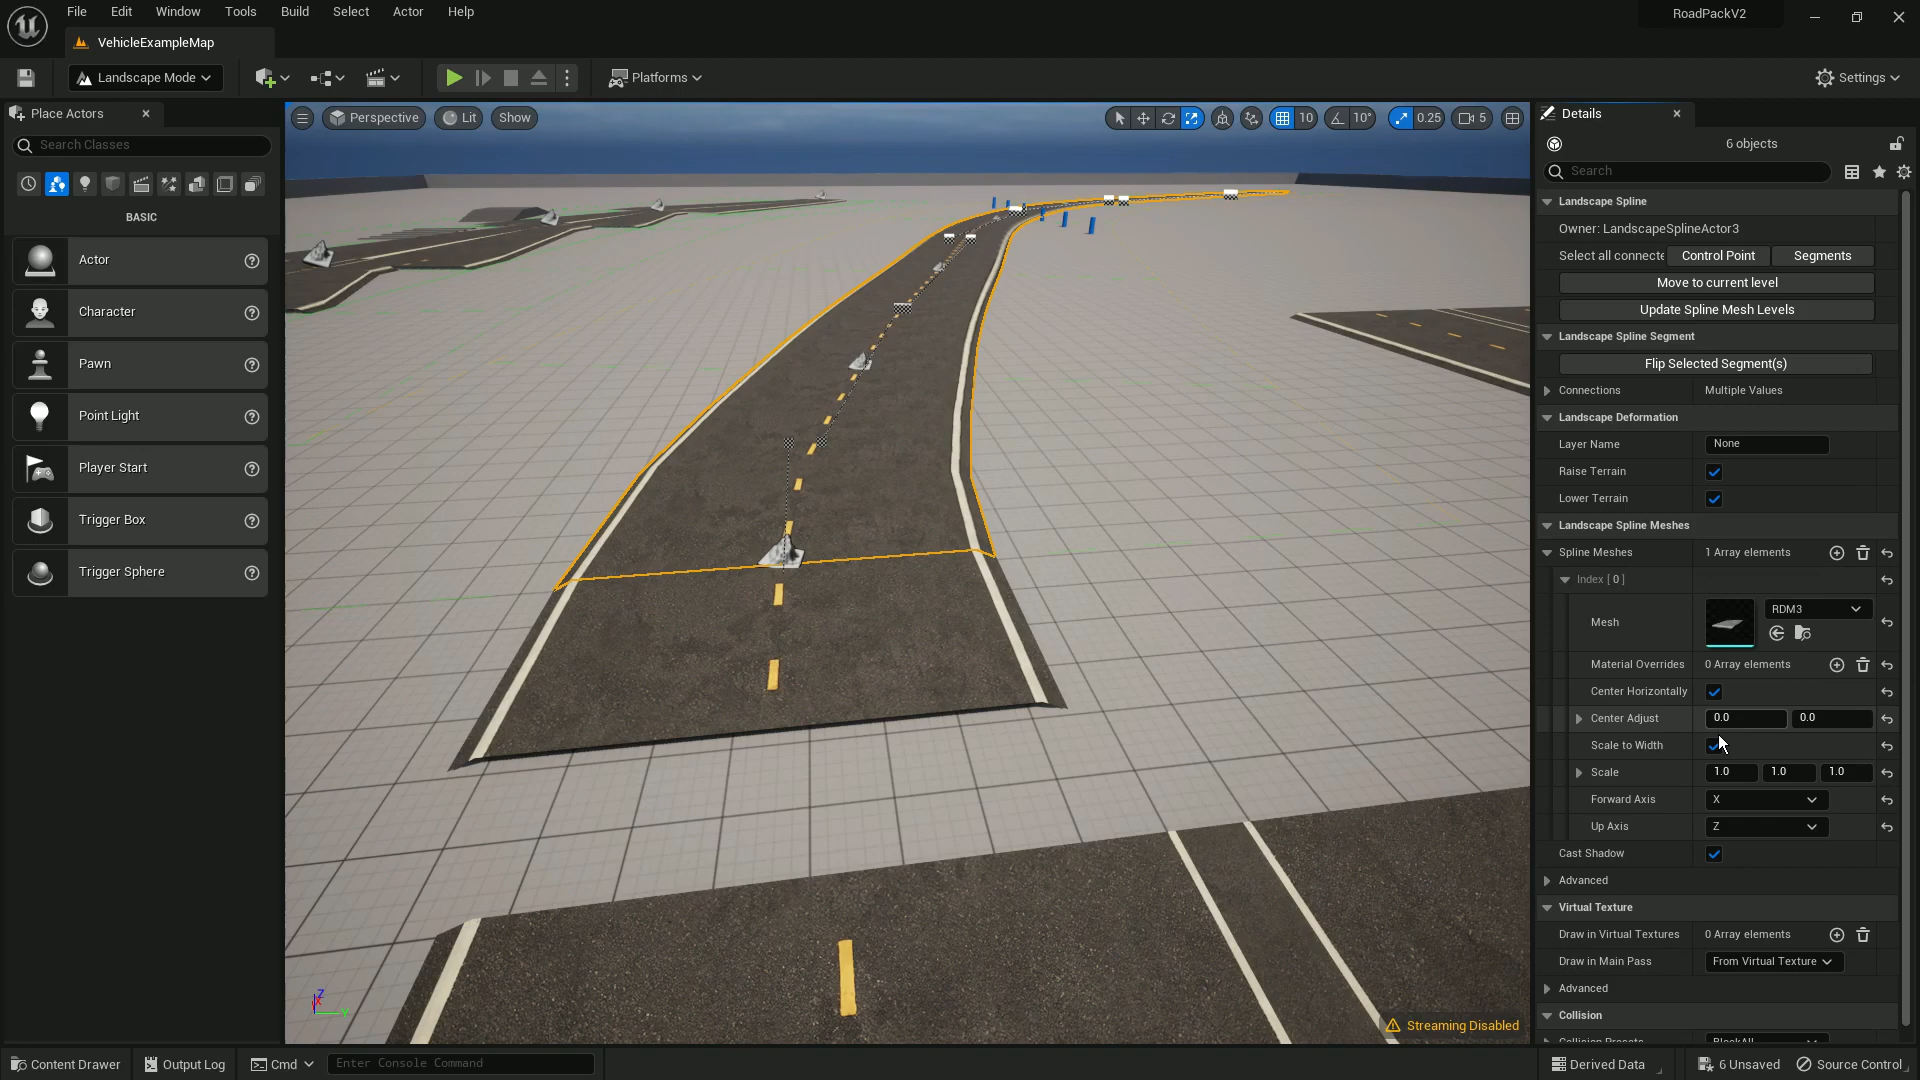 File Edit Window Tools Build Select Actor Help
RoadPackV2
VehicleExampleMap
Landscape Mode
Platforms
Settings
Place Actors
Search Classes
BASIC
Actor
Character
Pawn
Point Light
Player Start
Trigger Box
Trigger Sphere
Perspective Lit Show
10 10° 0.25 5
Streaming Disabled
Details
6 objects
Search
Landscape Spline
Owner: LandscapeSplineActor3
Select all connecte Control Point Segments
Move to current level
Update Spline Mesh Levels
Landscape Spline Segment
Flip Selected Segment(s)
Connections Multiple Values
Landscape Deformation
Layer Name None
Raise Terrain
Lower Terrain
Landscape Spline Meshes
Spline Meshes 1 Array elements
Index [ 0 ]
Mesh RDM3
Material Overrides 0 Array elements
Center Horizontally
Center Adjust 0.0 0.0
Scale to Width
Scale 1.0 1.0 1.0
Forward Axis X
Up Axis Z
Cast Shadow
Advanced
Virtual Texture
Draw in Virtual Textures 0 Array elements
Draw in Main Pass From Virtual Texture
Advanced
Collision
Collision Presets BlockAll
Content Drawer Output Log Cmd Enter Console Command
Derived Data 6 Unsaved Source Control